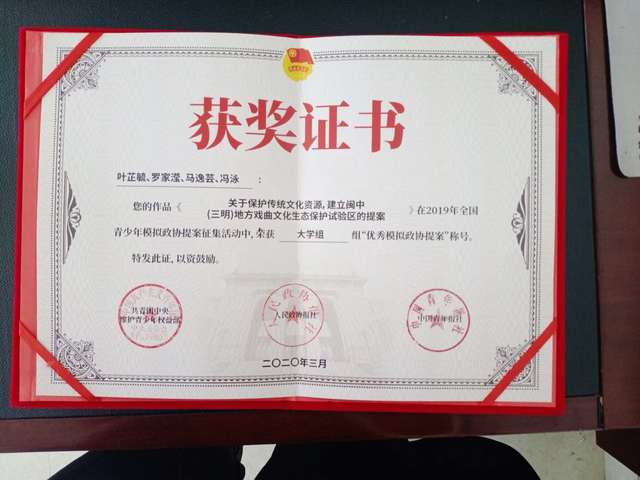 获奖证书
叶芷毓、罗家滢、马逸芸、冯泳：
您的作品《关于保护传统文化资源，建立闽中
(三明)地方戏曲文化生态保护试验区的提案》在2019年全国
青少年模拟政协提案征集活动中，荣获 大学组 组“优秀模拟政协提案”称号。
特发此证，以资鼓励。
共青团中央
维护青少年权益部
人民政协报社
中国青年报社
二〇二〇年三月